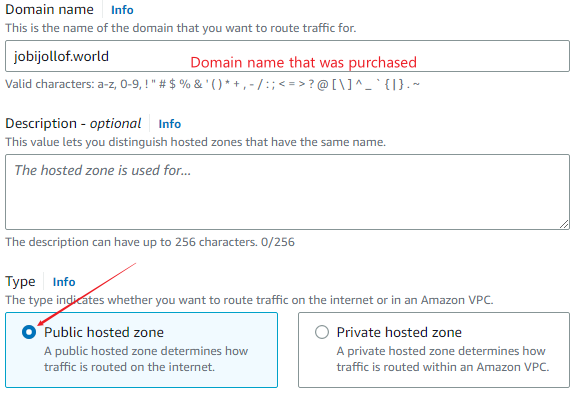 Domain name Info
This is the name of the domain that you want to route traffic for.
jobijollof.world Domain name that was purchased
Valid characters: a-z, 0-9, ! " # $ % & ' ( ) * + , - / : ; < = > ? @ [ \ ] ^ _ ` { | } . ~
Description - optional Info
This value lets you distinguish hosted zones that have the same name.
The hosted zone is used for...
The description can have up to 256 characters. 0/256
Type Info
The type indicates whether you want to route traffic on the internet or in an Amazon VPC.
Public hosted zone
A public hosted zone determines how
traffic is routed on the internet.
Private hosted zone
A private hosted zone determines how
traffic is routed within an Amazon VPC.